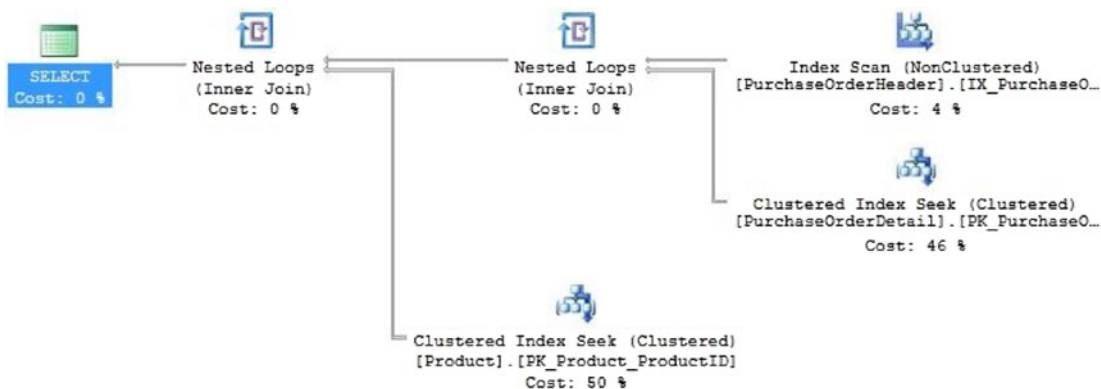 SELECT
Cost: 0 %
Nested Loops
(Inner Join)
Cost: 0 %
Nested Loops
(Inner Join)
Cost: 0 %
Index Scan (NonClustered)
[PurchaseOrderHeader].[IX_PurchaseO…
Cost: 4 %
Clustered Index Seek (Clustered)
[PurchaseOrderDetail].[PK_PurchaseO…
Cost: 46 %
Clustered Index Seek (Clustered)
[Product].[PK_Product_ProductID]
Cost: 50 %